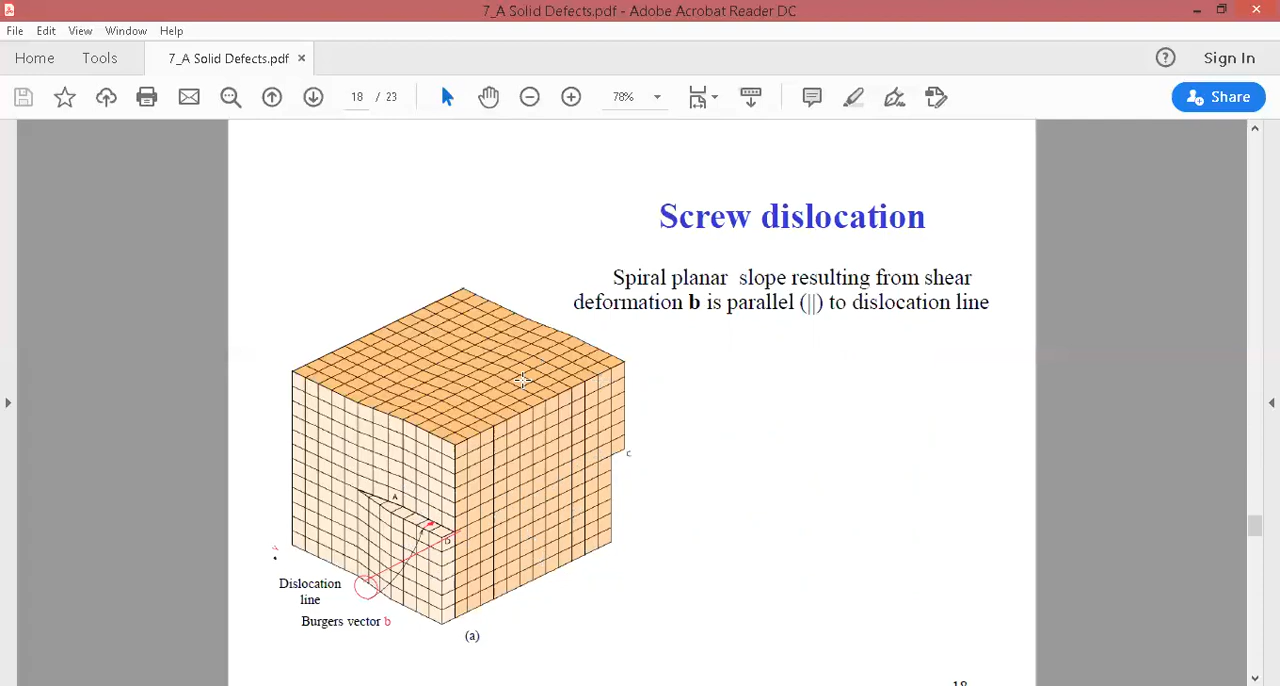 7_A Solid Defects.pdf - Adobe Acrobat Reader DC
File Edit View Window Help
Home Tools 7_A Solid Defects.pdf × Sign In
18 / 23 78% Share
Screw dislocation
Spiral planar slope resulting from shear
deformation b is parallel (||) to dislocation line
C
A
D
Dislocation
line
Burgers vector b
(a)
18